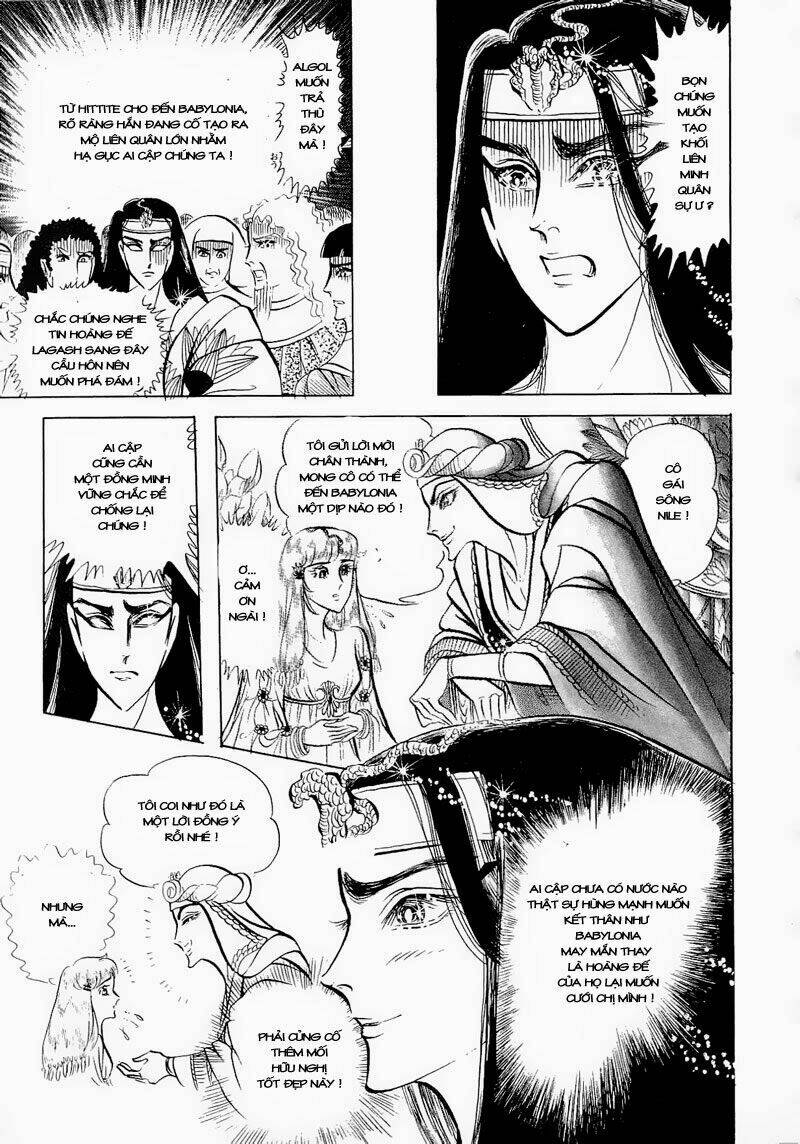 BỌN
CHÚNG
MUỐN
TẠO
KHỐI
LIÊN
MINH
QUÂN
SỰ Ư ?
ALGOL
MUỐN
TRẢ
THÙ
ĐÂY
MÀ !
TỪ HITTITE CHO ĐẾN BABYLONIA,
RÕ RÀNG HẮN ĐANG CỐ TẠO RA
MỘ LIÊN QUÂN LỚN NHẰM
HẠ GỤC AI CẬP CHÚNG TA !
CHẮC CHÚNG NGHE
TIN HOÀNG ĐẾ
LAGASH SANG ĐÂY
CẦU HÔN NÊN
MUỐN PHÁ ĐÁM !
CÔ
GÁI
SÔNG
NILE !
TÔI GỬI LỜI MỜI
CHÂN THÀNH,
MONG CÔ CÓ THỂ
ĐẾN BABYLONIA
MỘT DỊP NÀO ĐÓ !
Ơ...
CẢM
ƠN
NGÀI !
AI CẬP
CŨNG CẦN
MỘT ĐỒNG MINH
VỮNG CHẮC ĐỂ
CHỐNG LẠI
CHÚNG !
AI CẬP CHƯA CÓ NƯỚC NÀO
THẬT SỰ HÙNG MẠNH MUỐN
KẾT THÂN NHƯ
BABYLONIA
MAY MẮN THAY
LÀ HOÀNG ĐẾ
CỦA HỌ LẠI MUỐN
CƯỚI CHỊ MÌNH !
TÔI COI NHƯ ĐÓ LÀ
MỘT LỜI ĐỒNG Ý
RỒI NHÉ !
NHƯNG
MÀ...
PHẢI CỦNG CỐ
THÊM MỐI
HỮU NGHỊ
TỐT ĐẸP NÀY !